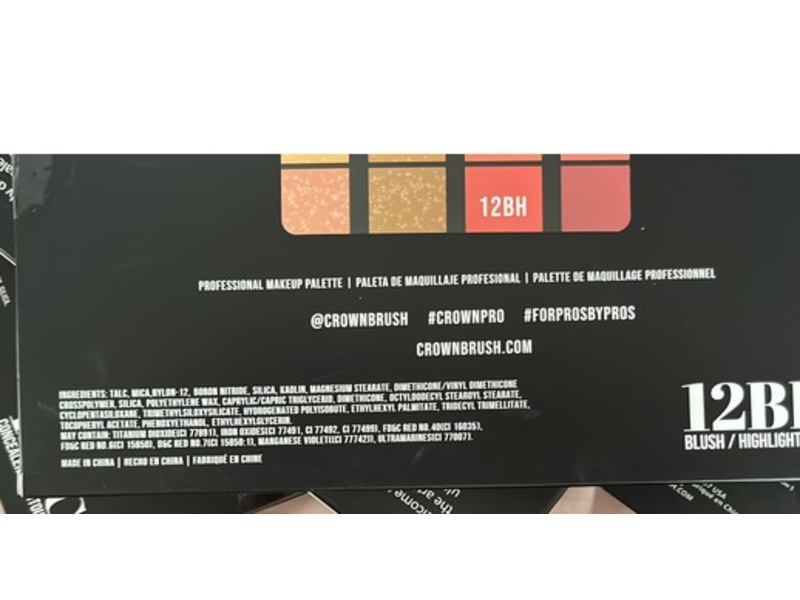 12BH
PROFESSIONAL MAKEUP PALETTE | PALETA DE MAQUILLAJE PROFESIONAL | PALETTE DE MAQUILLAGE PROFESSIONNEL
@CROWNBRUSH #CROWNPRO #FORPROSBYPROS
CROWNBRUSH.COM
INGREDIENTS: TALC, MICA,NYLON-12, BORON NITRIDE, SILICA, KAOLIN, MAGNESIUM STEARATE, DIMETHICONE/VINYL DIMETHICONE
CROSSPOLYMER, SILICA, POLYETHYLENE WAX, CAPRYLIC/CAPRIC TRIGLYCERID, DIMETHICONE, OCTYLDODECYL STEAROYL STEARATE,
CYCLOPENTASILOXANE, TRIMETHYLSILOXYSILICATE, HYDROGENATED POLYISOBUTE, ETHYLHEXYL PALMITATE, TRIDECYL TRIMELLITATE,
TOCOPHERYL ACETATE, PHENOXYETHANOL, ETHYLHEXYLGLYCERIN.
MAY CONTAIN: TITANIUM DIOXIDE(CI 77891), IRON OXIDES(CI 77491, CI 77492, CI 77499), FD&C RED NO.40(CI 16035),
FD&C RED NO.6(CI 15850), D&C RED NO.7(CI 15850:1), MANGANESE VIOLET(CI 77742), ULTRAMARINES(CI 77007).
MADE IN CHINA | HECHO EN CHINA | FABRIQUÉ EN CHINE
12B
BLUSH / HIGHLIGHT
CONCEALER